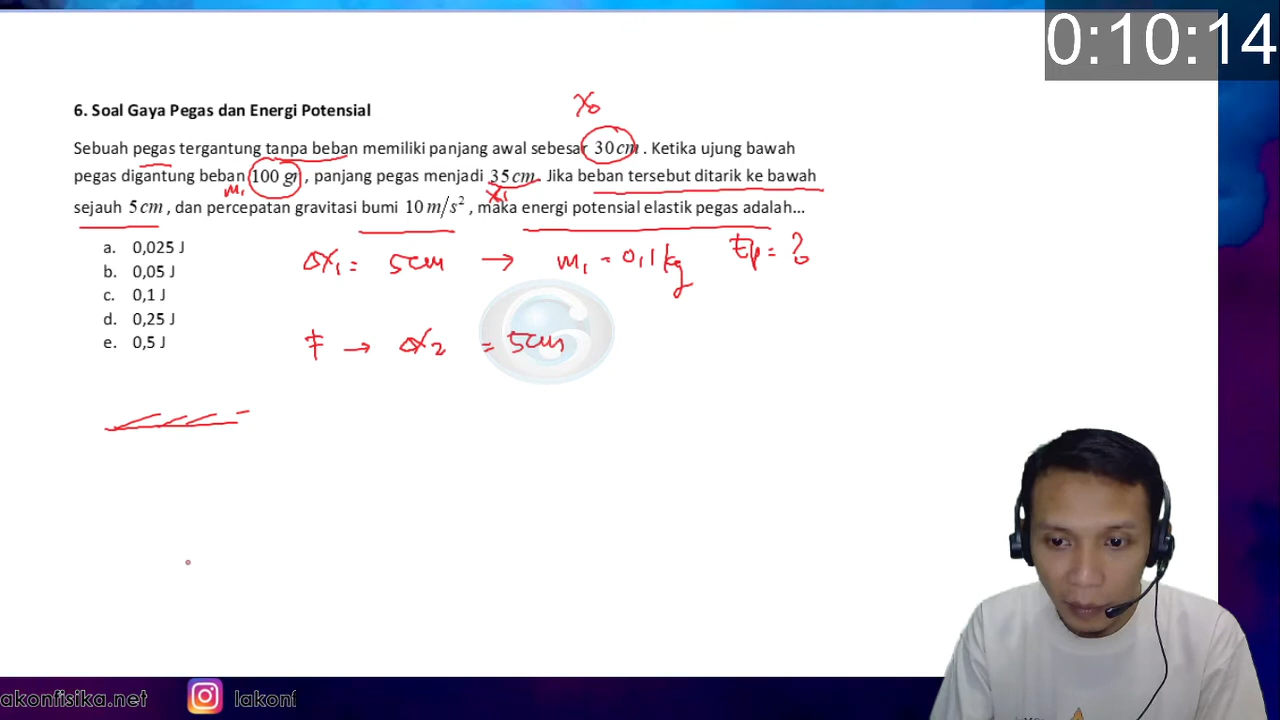 0:10:14
6. Soal Gaya Pegas dan Energi Potensial
x₀
Sebuah pegas tergantung tanpa beban memiliki panjang awal sebesar 30 cm . Ketika ujung bawah
pegas digantung beban 100 gr , panjang pegas menjadi 35 cm . Jika beban tersebut ditarik ke bawah
m₁ x₁
sejauh 5 cm , dan percepatan gravitasi bumi 10 m/s² , maka energi potensial elastik pegas adalah...
a. 0,025 J
b. 0,05 J
c. 0,1 J
d. 0,25 J
e. 0,5 J
Δx₁ = 5cm → m₁ = 0,1 kg Ep = ?
F → Δx₂ = 5cm
akonfisika.net lakonf